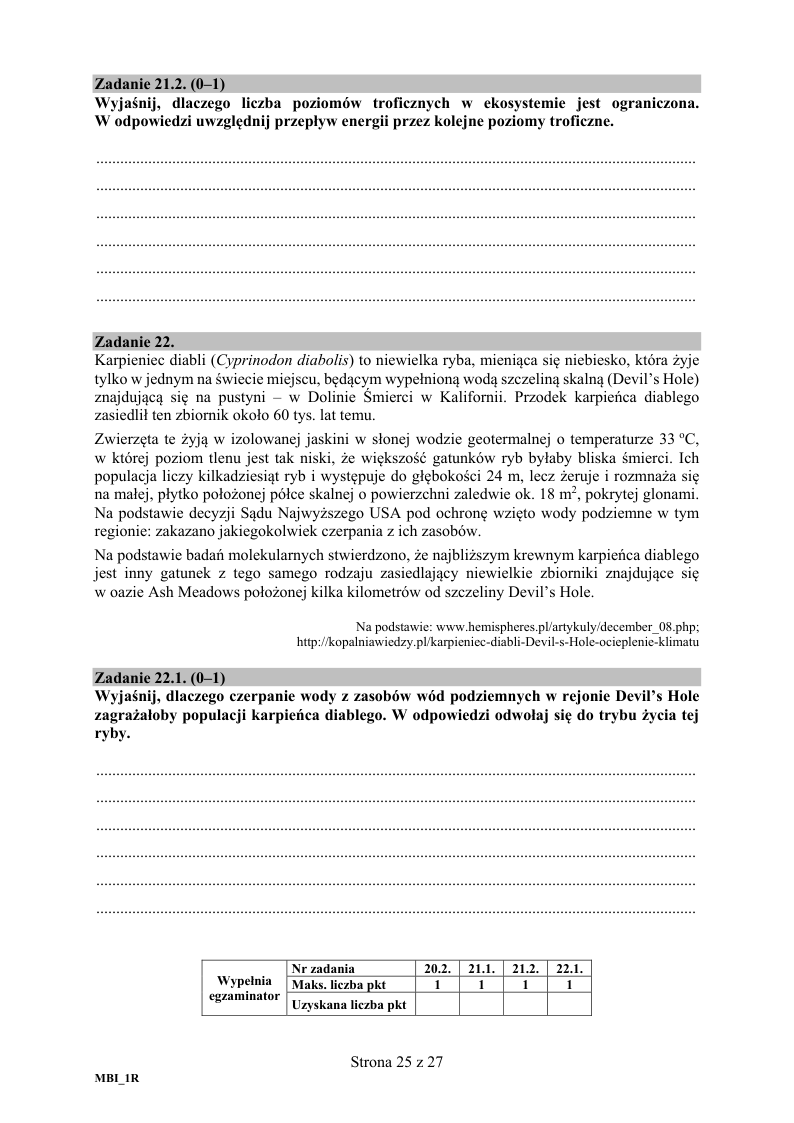 Zadanie 21.2. (0–1)
Wyjaśnij, dlaczego liczba poziomów troficznych w ekosystemie jest ograniczona.
W odpowiedzi uwzględnij przepływ energii przez kolejne poziomy troficzne.
Zadanie 22.
Karpieniec diabli (Cyprinodon diabolis) to niewielka ryba, mieniąca się niebiesko, która żyje
tylko w jednym na świecie miejscu, będącym wypełnioną wodą szczeliną skalną (Devil’s Hole)
znajdującą się na pustyni – w Dolinie Śmierci w Kalifornii. Przodek karpieńca diablego
zasiedlił ten zbiornik około 60 tys. lat temu.
Zwierzęta te żyją w izolowanej jaskini w słonej wodzie geotermalnej o temperaturze 33 ºC,
w której poziom tlenu jest tak niski, że większość gatunków ryb byłaby bliska śmierci. Ich
populacja liczy kilkadziesiąt ryb i występuje do głębokości 24 m, lecz żeruje i rozmnaża się
na małej, płytko położonej półce skalnej o powierzchni zaledwie ok. 18 m², pokrytej glonami.
Na podstawie decyzji Sądu Najwyższego USA pod ochronę wzięto wody podziemne w tym
regionie: zakazano jakiegokolwiek czerpania z ich zasobów.
Na podstawie badań molekularnych stwierdzono, że najbliższym krewnym karpieńca diablego
jest inny gatunek z tego samego rodzaju zasiedlający niewielkie zbiorniki znajdujące się
w oazie Ash Meadows położonej kilka kilometrów od szczeliny Devil’s Hole.
Na podstawie: www.hemispheres.pl/artykuly/december_08.php;
http://kopalniawiedzy.pl/karpieniec-diabli-Devil-s-Hole-ocieplenie-klimatu
Zadanie 22.1. (0–1)
Wyjaśnij, dlaczego czerpanie wody z zasobów wód podziemnych w rejonie Devil’s Hole
zagrażałoby populacji karpieńca diablego. W odpowiedzi odwołaj się do trybu życia tej
ryby.
Wypełnia egzaminator
Nr zadania 20.2. 21.1. 21.2. 22.1.
Maks. liczba pkt 1 1 1 1
Uzyskana liczba pkt
Strona 25 z 27
MBI_1R